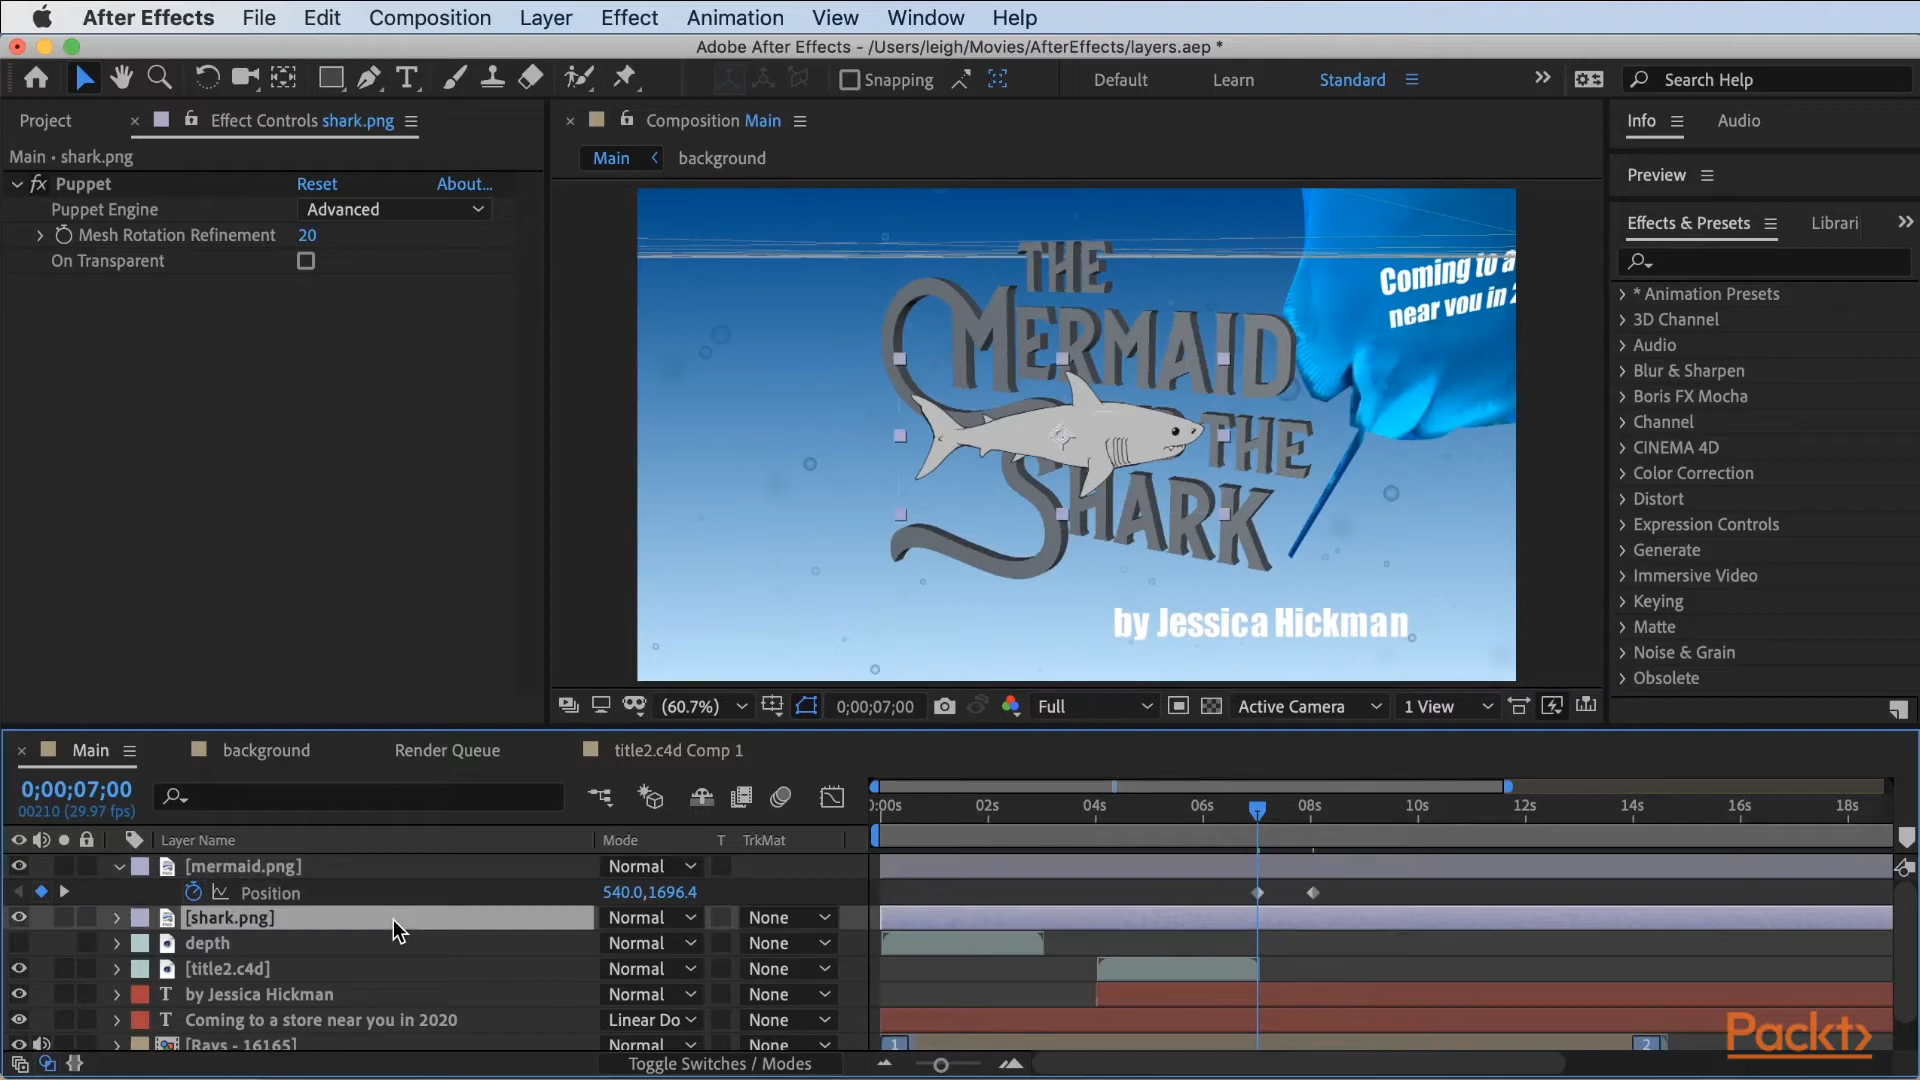 After Effects File Edit Composition Layer Effect Animation View Window Help
Adobe After Effects - /Users/leigh/Movies/AfterEffects/layers.aep *
Snapping Default Learn Standard Search Help
Project Effect Controls shark.png
Main • shark.png
fx Puppet Reset About...
Puppet Engine Advanced
Mesh Rotation Refinement 20
On Transparent
Composition Main
Main background
THE
MERMAID
THE
SHARK
Coming to a
near you in
by Jessica Hickman
(60.7%) 0;00;07;00 Full Active Camera 1 View
Info Audio
Preview
Effects & Presets Librari
* Animation Presets
3D Channel
Audio
Blur & Sharpen
Boris FX Mocha
Channel
CINEMA 4D
Color Correction
Distort
Expression Controls
Generate
Immersive Video
Keying
Matte
Noise & Grain
Obsolete
Main background Render Queue title2.c4d Comp 1
0;00;07;00
00210 (29.97 fps)
0:00s 02s 04s 06s 08s 10s 12s 14s 16s 18s
Layer Name Mode T TrkMat
[mermaid.png] Normal
Position 540.0,1696.4
[shark.png] Normal None
depth Normal None
[title2.c4d] Normal None
T by Jessica Hickman Normal None
T Coming to a store near you in 2020 Linear Do None
[Rays - 16165] Normal None 1 2
Toggle Switches / Modes
Packt>